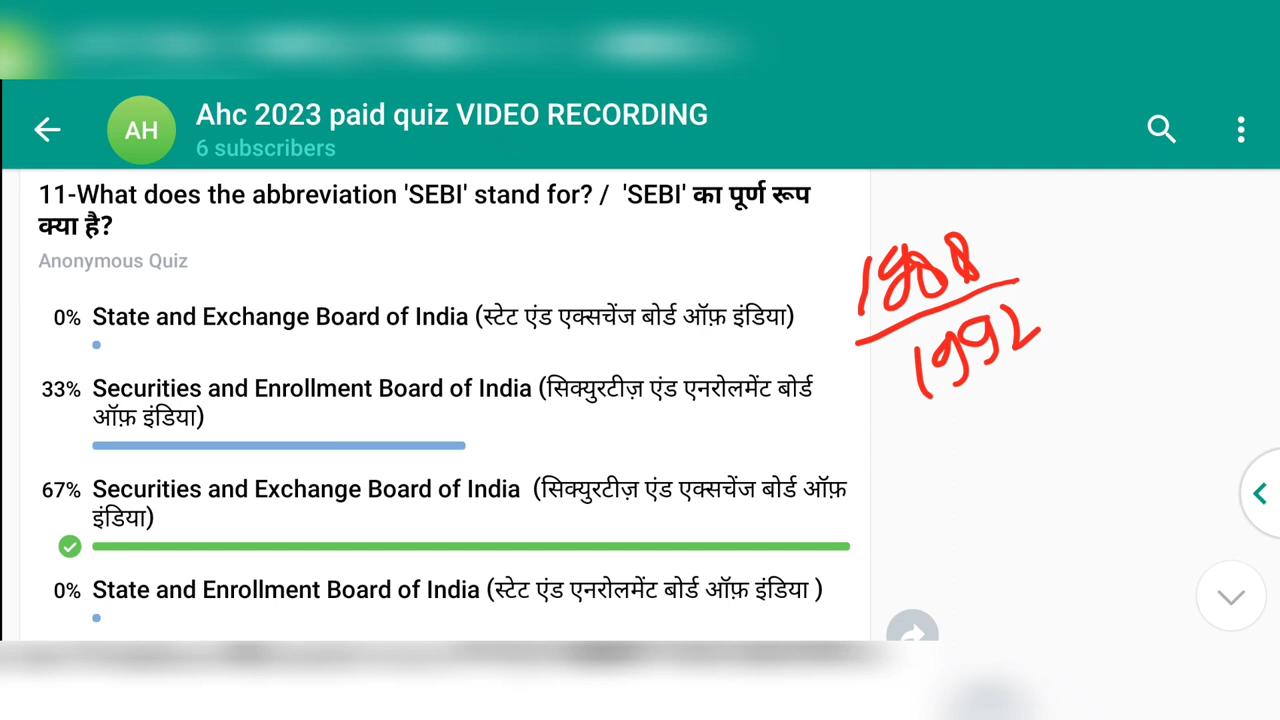 AH
Ahc 2023 paid quiz VIDEO RECORDING
6 subscribers
11-What does the abbreviation 'SEBI' stand for? / 'SEBI' का पूर्ण रूप
क्या है?
Anonymous Quiz
0% State and Exchange Board of India (स्टेट एंड एक्सचेंज बोर्ड ऑफ़ इंडिया)
33% Securities and Enrollment Board of India (सिक्युरटीज़ एंड एनरोलमेंट बोर्ड
ऑफ़ इंडिया)
67% Securities and Exchange Board of India (सिक्युरटीज़ एंड एक्सचेंज बोर्ड ऑफ़
इंडिया)
0% State and Enrollment Board of India (स्टेट एंड एनरोलमेंट बोर्ड ऑफ़ इंडिया )
1992